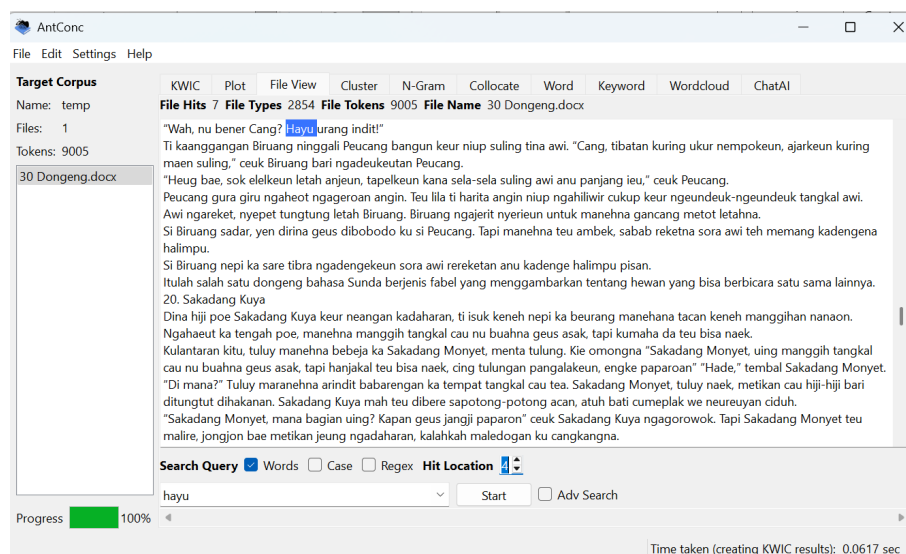 AntConc
File Edit Settings Help
Target Corpus
Name: temp
Files: 1
Tokens: 9005
30 Dongeng.docx
Progress 100%
KWIC Plot File View Cluster N-Gram Collocate Word Keyword Wordcloud ChatAI
File Hits 7 File Types 2854 File Tokens 9005 File Name 30 Dongeng.docx
“Wah, nu bener Cang? Hayu urang indit!”
Ti kaanggangan Biruang ninggali Peucang bangun keur niup suling tina awi. “Cang, tibatan kuring ukur nempokeun, ajarkeun kuring
maen suling,” ceuk Biruang bari ngadeukeutan Peucang.
“Heug bae, sok elelkeun letah anjeun, tapelkeun kana sela-sela suling awi anu panjang ieu,” ceuk Peucang.
Peucang gura giru ngaheot ngageroan angin. Teu lila ti harita angin niup ngahiliwir cukup keur ngeundeuk-ngeundeuk tangkal awi.
Awi ngareket, nyepet tungtung letah Biruang. Biruang ngajerit nyerieun untuk manehna gancang metot letahna.
Si Biruang sadar, yen dirina geus dibobodo ku si Peucang. Tapi manehna teu ambek, sabab reketna sora awi teh memang kadengena
halimpu.
Si Biruang nepi ka sare tibra ngadengekeun sora awi rereketan anu kadenge halimpu pisan.
Itulah salah satu dongeng bahasa Sunda berjenis fabel yang menggambarkan tentang hewan yang bisa berbicara satu sama lainnya.
20. Sakadang Kuya
Dina hiji poe Sakadang Kuya keur neangan kadaharan, ti isuk keneh nepi ka beurang manehana tacan keneh manggihan nanaon.
Ngahaeut ka tengah poe, manehna manggih tangkal cau nu buahna geus asak, tapi kumaha da teu bisa naek.
Kulantaran kitu, tuluy manehna bebeja ka Sakadang Monyet, menta tulung. Kie omongna “Sakadang Monyet, uing manggih tangkal
cau nu buahna geus asak, tapi hanjakal teu bisa naek, cing tulungan pangalakeun, engke paparoan” “Hade,” tembal Sakadang Monyet.
“Di mana?” Tuluy maranehna arindit babarengan ka tempat tangkal cau tea. Sakadang Monyet, tuluy naek, metikan cau hiji-hiji bari
ditungtut dihakanan. Sakadang Kuya mah teu dibere sapotong-potong acan, atuh bati cumeplak we neureuyan ciduh.
“Sakadang Monyet, mana bagian uing? Kapan geus jangji paparon” ceuk Sakadang Kuya ngagorowok. Tapi Sakadang Monyet teu
malire, jongjon bae metikan jeung ngadaharan, kalahkah maledogan ku cangkangna.
Search Query Words Case Regex Hit Location 4
hayu Start Adv Search
Time taken (creating KWIC results): 0.0617 sec